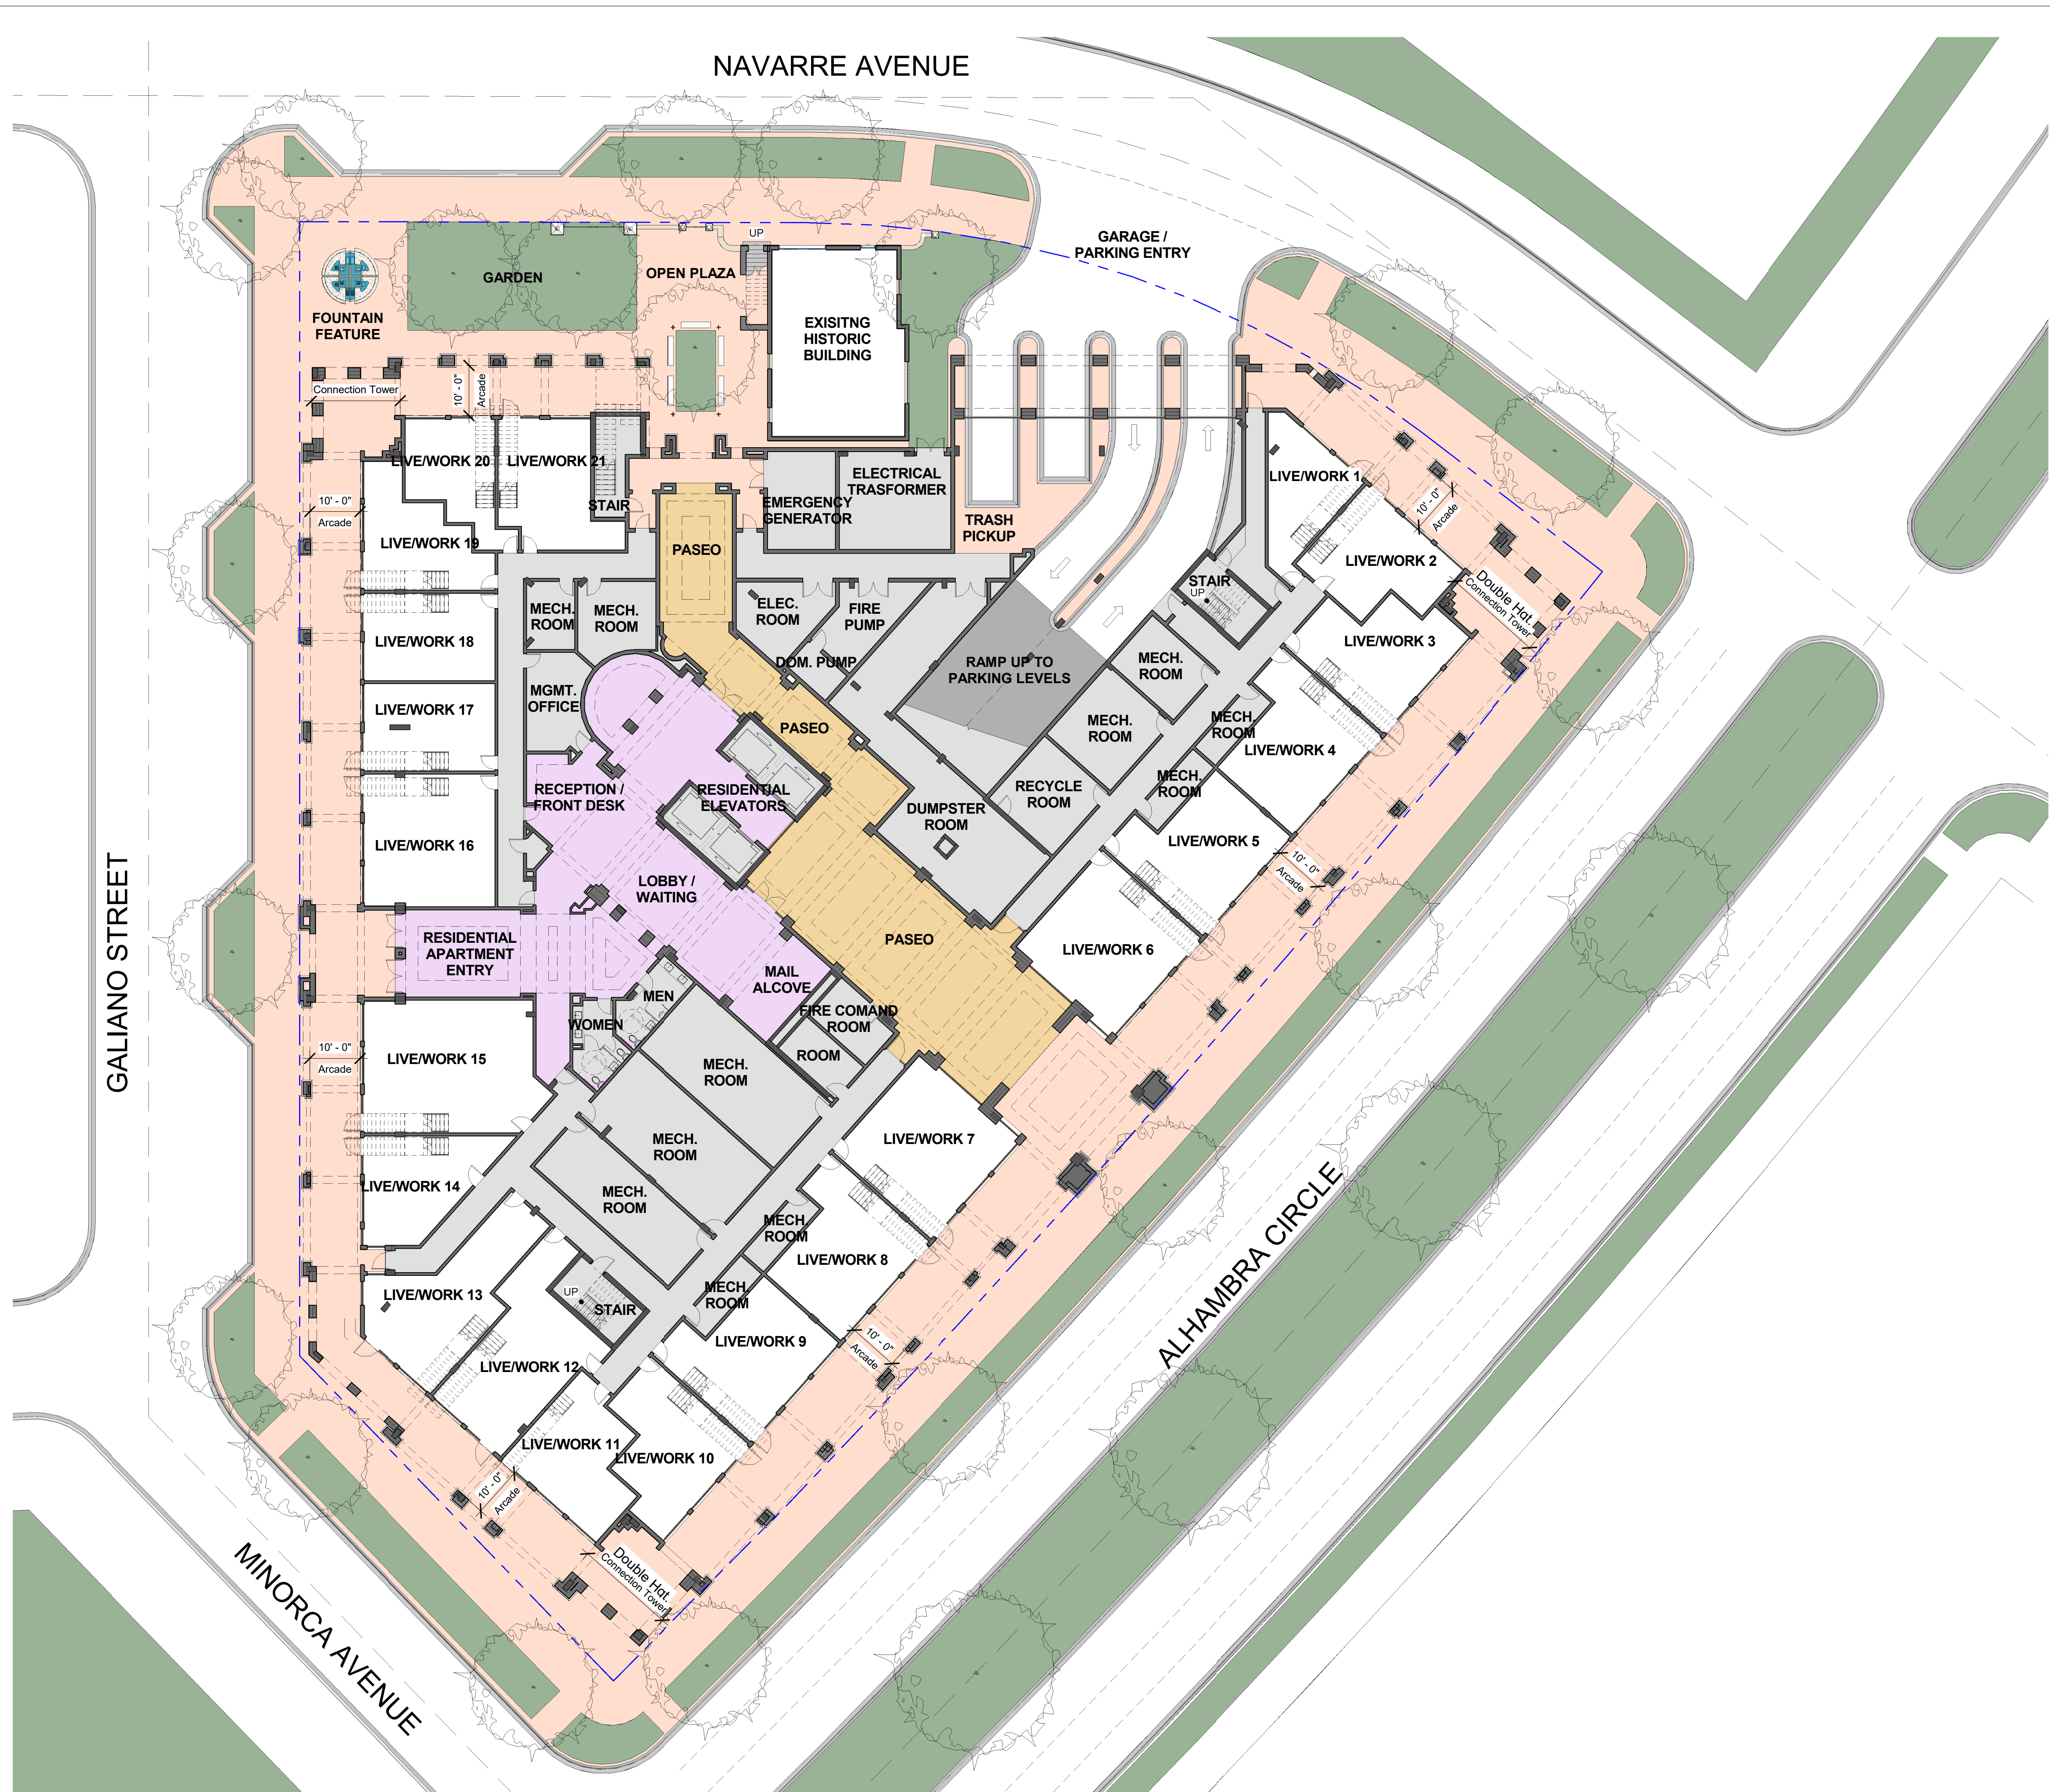 NAVARRE AVENUE
UP
GARAGE /
PARKING ENTRY
GARDEN
OPEN PLAZA
FOUNTAIN
FEATURE
EXISITNG
HISTORIC
BUILDING
Connection Tower
10' - 0"
Arcade
LIVE/WORK 20
LIVE/WORK 21
STAIR
10' - 0"
Arcade
LIVE/WORK 19
EMERGENCY
GENERATOR
ELECTRICAL
TRASFORMER
TRASH
PICKUP
LIVE/WORK 1
10' - 0"
Arcade
LIVE/WORK 2
PASEO
STAIR
UP
Double Hgt.
Connection Tower
MECH.
ROOM
MECH.
ROOM
ELEC.
ROOM
FIRE
PUMP
DOM. PUMP
LIVE/WORK 18
LIVE/WORK 3
RAMP UP TO
PARKING LEVELS
MECH.
ROOM
MGMT.
OFFICE
LIVE/WORK 17
PASEO
MECH.
ROOM
MECH.
ROOM
LIVE/WORK 4
RECEPTION /
FRONT DESK
RESIDENTIAL
ELEVATORS
RECYCLE
ROOM
MECH.
ROOM
DUMPSTER
ROOM
LIVE/WORK 16
LIVE/WORK 5
10' - 0"
Arcade
LOBBY /
WAITING
RESIDENTIAL
APARTMENT
ENTRY
PASEO
LIVE/WORK 6
GALIANO STREET
MAIL
ALCOVE
MEN
WOMEN
FIRE COMAND
ROOM
ROOM
10' - 0"
Arcade
LIVE/WORK 15
MECH.
ROOM
LIVE/WORK 7
MECH.
ROOM
LIVE/WORK 14
MECH.
ROOM
MECH.
ROOM
LIVE/WORK 8
ALHAMBRA CIRCLE
LIVE/WORK 13
UP
STAIR
MECH.
ROOM
LIVE/WORK 9
10' - 0"
Arcade
LIVE/WORK 12
LIVE/WORK 11
LIVE/WORK 10
10' - 0"
Arcade
Double Hgt.
Connection Tower
MINORCA AVENUE